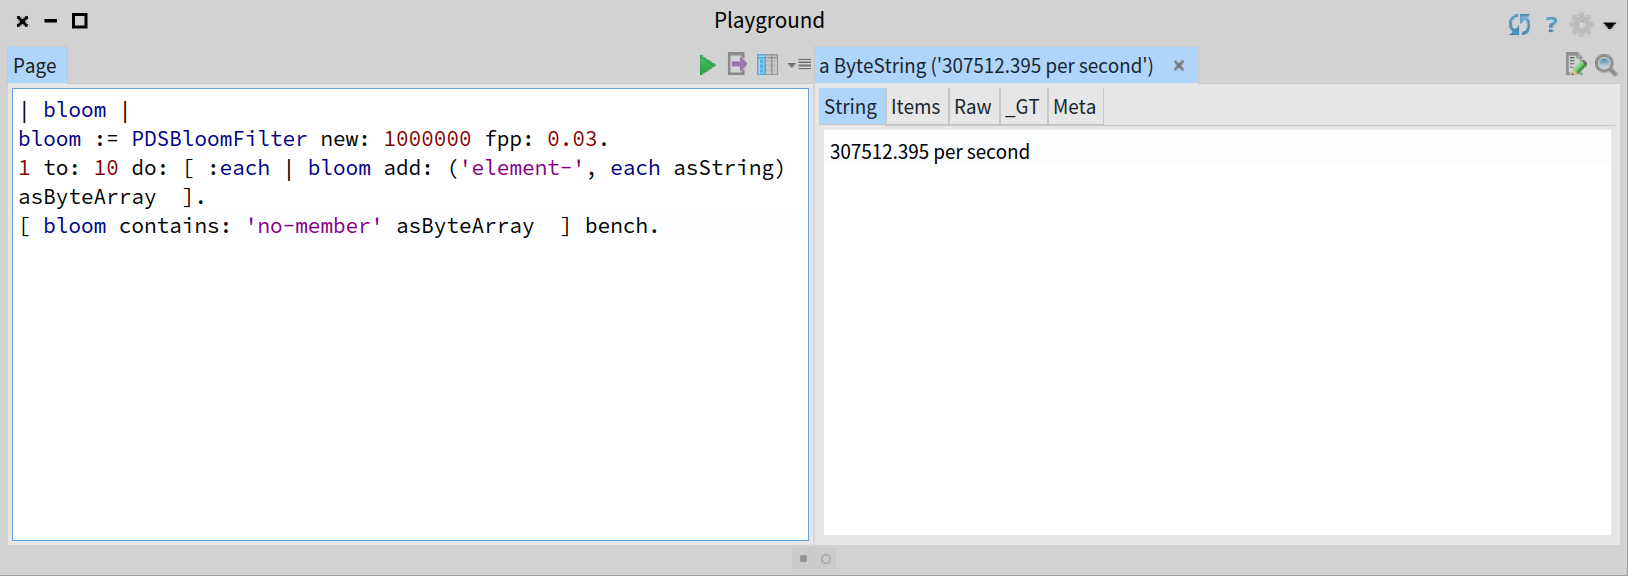 Playground
?
Page
| bloom |
bloom := PDSBloomFilter new: 1000000 fpp: 0.03.
1 to: 10 do: [ :each | bloom add: ('element-', each asString)
asByteArray  ].
[ bloom contains: 'no-member' asByteArray  ] bench.
a ByteString ('307512.395 per second')
String Items Raw _GT Meta
307512.395 per second